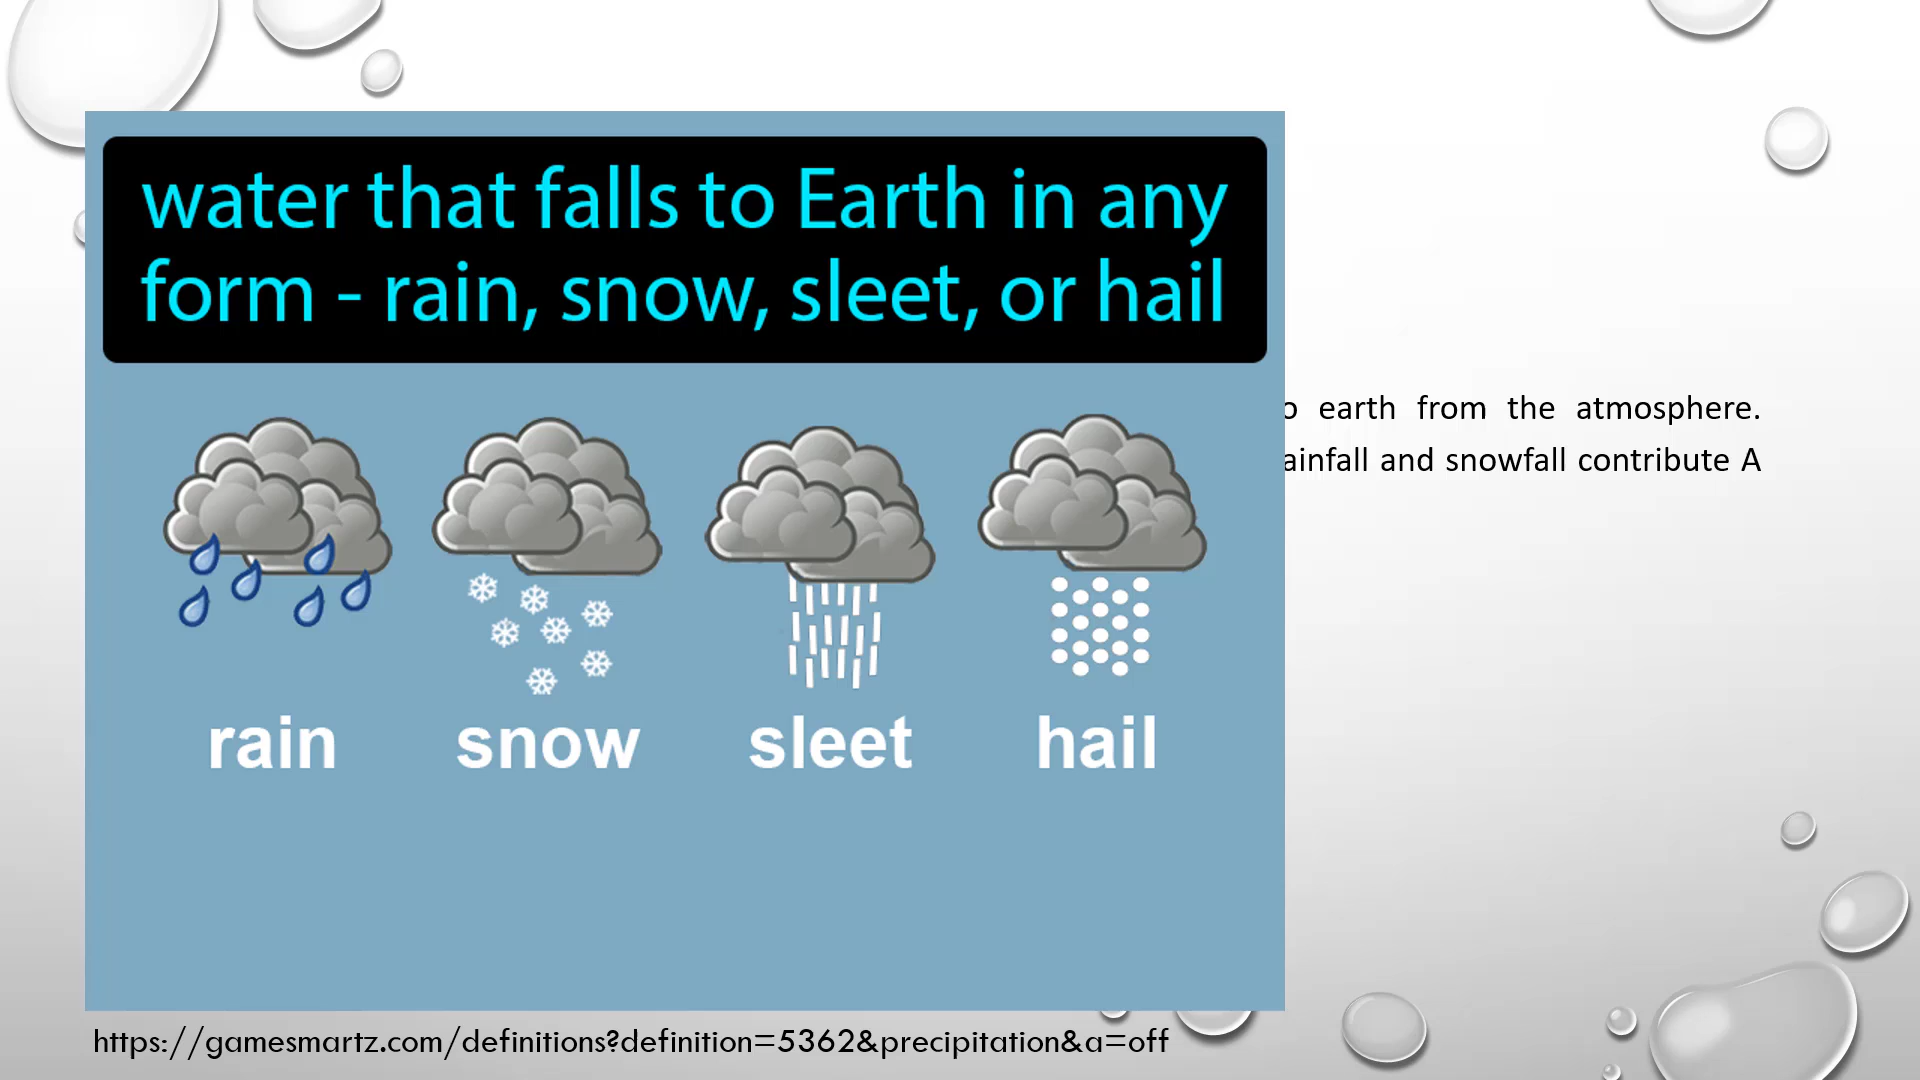 water that falls to Earth in any
form - rain, snow, sleet, or hail
earth from the atmosphere.
and snowfall contribute A
rain snow sleet hail
https://gamesmartz.com/definitions?definition=5362&precipitation&a=off